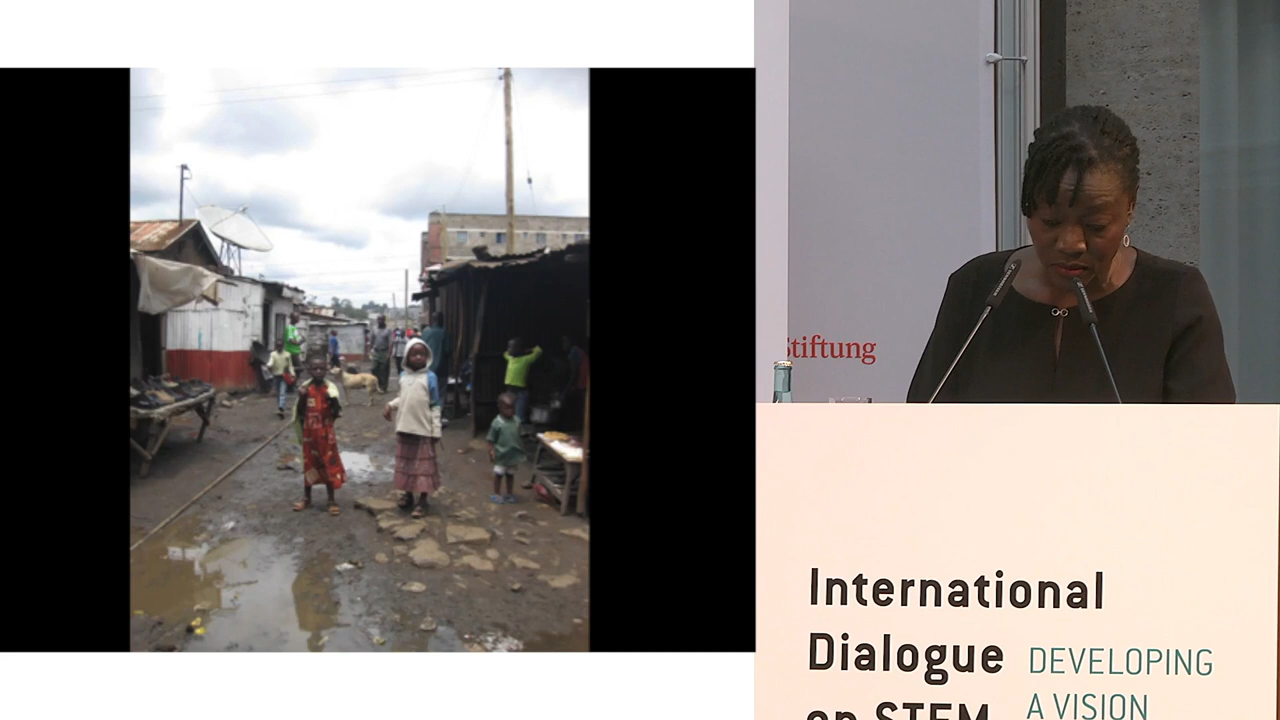 Stiftung
International
Dialogue
on STEM
DEVELOPING
A VISION